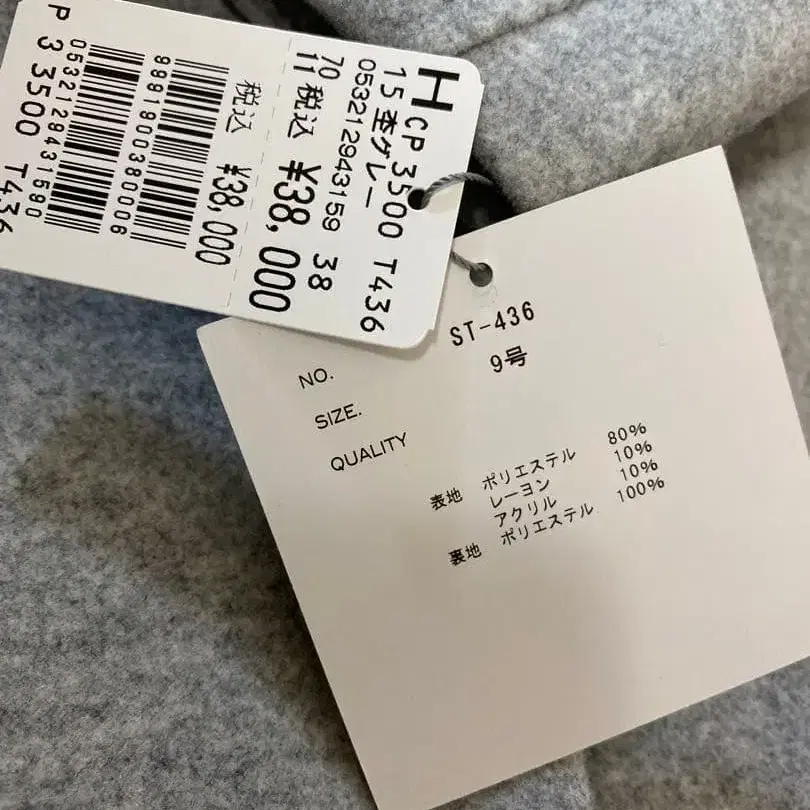 H CP 3500 T436
15 杢グレー
053212943159 38
70
11 税込 ¥38,000
税込 ¥38,000
9991900380006
0532129431590
3 3500 T436
P
ST-436
NO.
9号
SIZE.
QUALITY
表地 ポリエステル 80%
レーヨン 10%
アクリル 10%
裏地 ポリエステル 100%